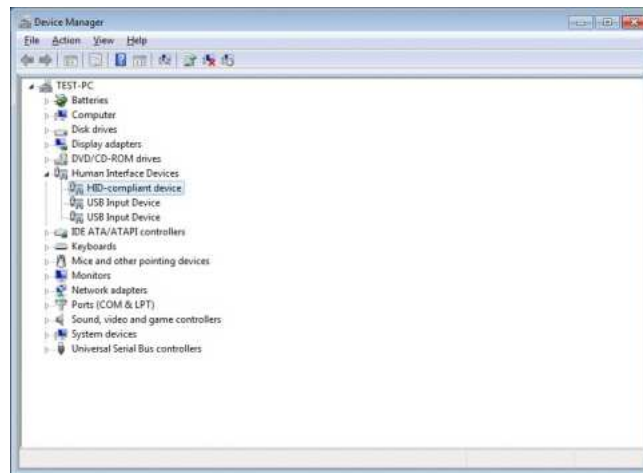 Device Manager
File Action View Help
TEST-PC
Batteries
Computer
Disk drives
Display adapters
DVD/CD-ROM drives
Human Interface Devices
HID-compliant device
USB Input Device
USB Input Device
IDE ATA/ATAPI controllers
Keyboards
Mice and other pointing devices
Monitors
Network adapters
Ports (COM & LPT)
Sound, video and game controllers
System devices
Universal Serial Bus controllers